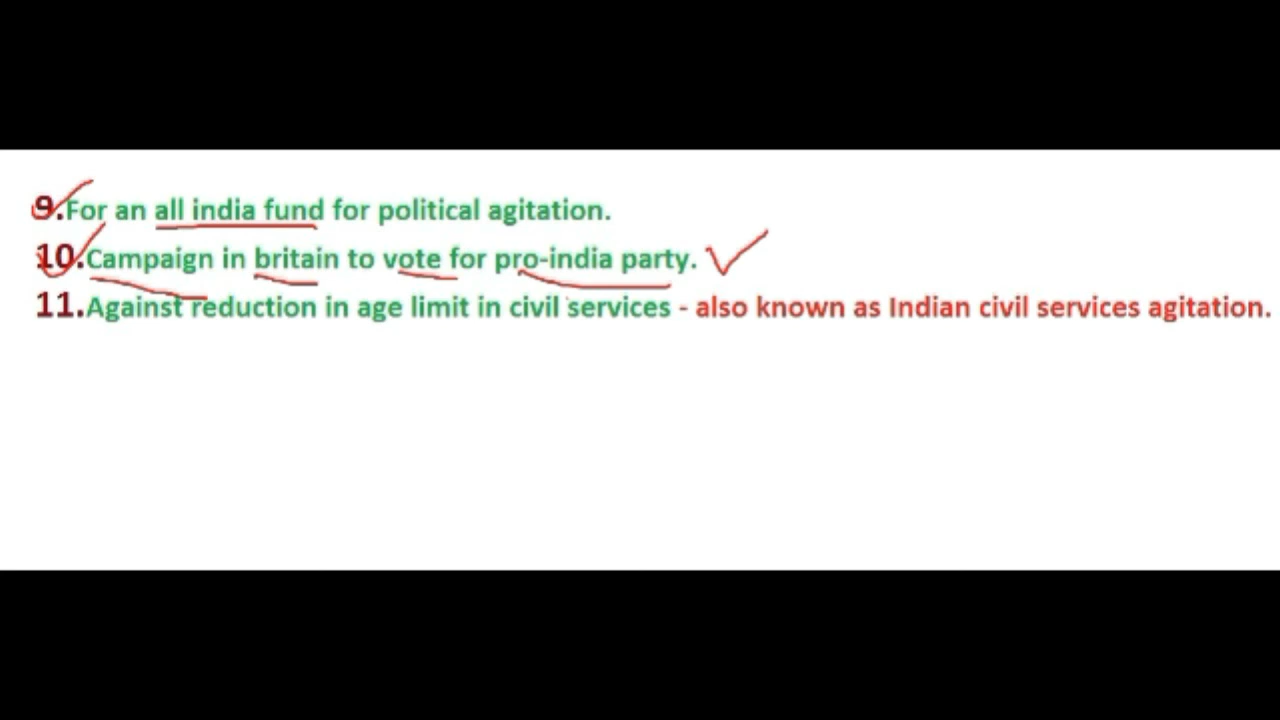 9.For an all india fund for political agitation.
10.Campaign in britain to vote for pro-india party.
11.Against reduction in age limit in civil services - also known as Indian civil services agitation.